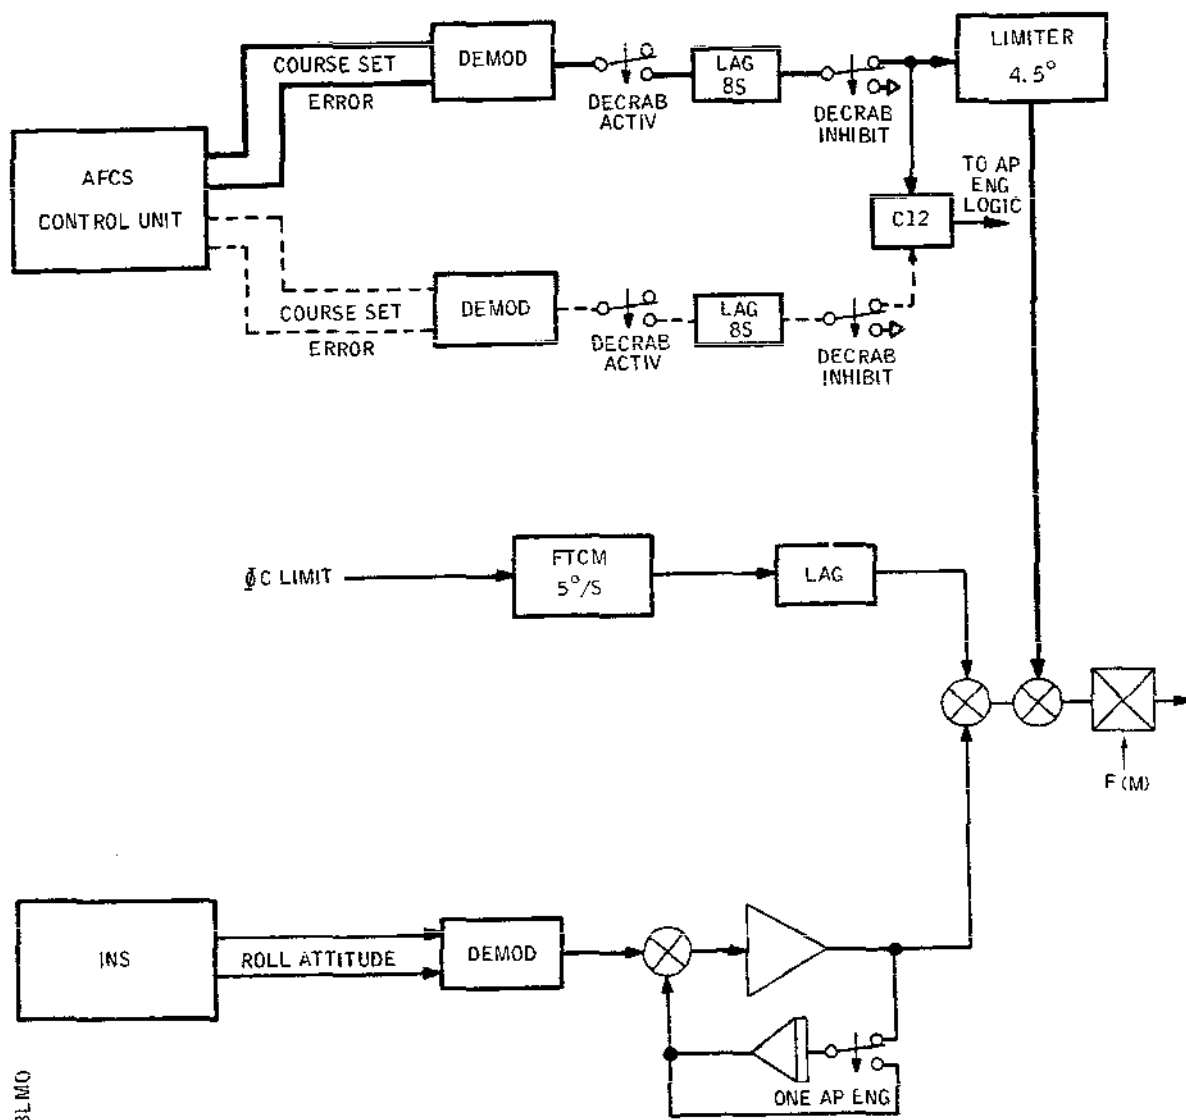 COURSE SET
ERROR
DEMOD
DECRAB
ACTIV
LAG
8S
DECRAB
INHIBIT
LIMITER
4.5°
AFCS
CONTROL UNIT
TO AP
ENG
LOGIC
C12
COURSE SET
ERROR
DEMOD
DECRAB
ACTIV
LAG
8S
DECRAB
INHIBIT
ΦC LIMIT
FTCM
5°/S
LAG
F(M)
INS
ROLL ATTITUDE
DEMOD
ONE AP ENG